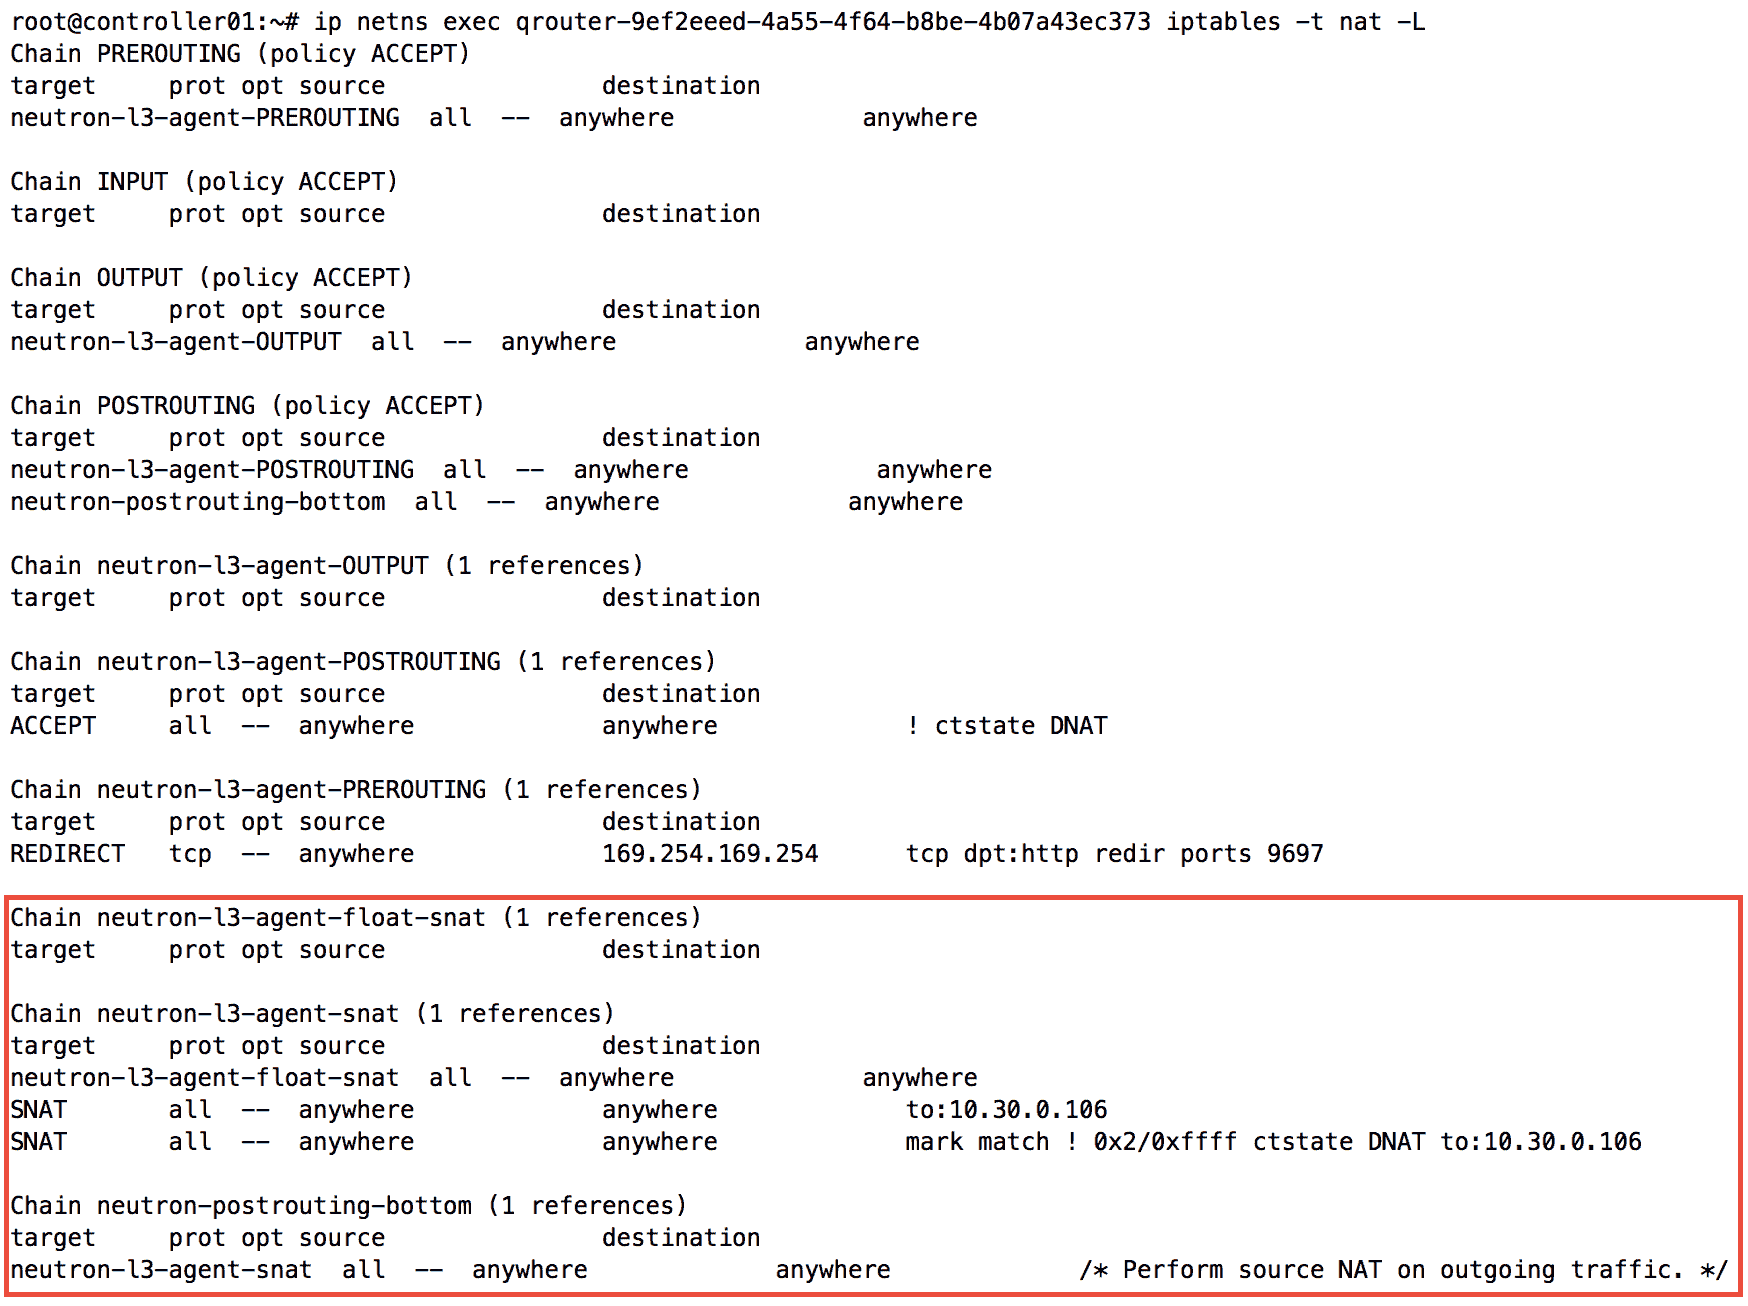 root@controller01:~# ip netns exec qrouter-9ef2eeed-4a55-4f64-b8be-4b07a43ec373 iptables -t nat -L
Chain PREROUTING (policy ACCEPT)
target     prot opt source               destination
neutron-l3-agent-PREROUTING  all  --  anywhere             anywhere

Chain INPUT (policy ACCEPT)
target     prot opt source               destination

Chain OUTPUT (policy ACCEPT)
target     prot opt source               destination
neutron-l3-agent-OUTPUT  all  --  anywhere             anywhere

Chain POSTROUTING (policy ACCEPT)
target     prot opt source               destination
neutron-l3-agent-POSTROUTING  all  --  anywhere             anywhere
neutron-postrouting-bottom  all  --  anywhere             anywhere

Chain neutron-l3-agent-OUTPUT (1 references)
target     prot opt source               destination

Chain neutron-l3-agent-POSTROUTING (1 references)
target     prot opt source               destination
ACCEPT     all  --  anywhere             anywhere             ! ctstate DNAT

Chain neutron-l3-agent-PREROUTING (1 references)
target     prot opt source               destination
REDIRECT   tcp  --  anywhere             169.254.169.254      tcp dpt:http redir ports 9697

Chain neutron-l3-agent-float-snat (1 references)
target     prot opt source               destination

Chain neutron-l3-agent-snat (1 references)
target     prot opt source               destination
neutron-l3-agent-float-snat  all  --  anywhere             anywhere
SNAT       all  --  anywhere             anywhere             to:10.30.0.106
SNAT       all  --  anywhere             anywhere             mark match ! 0x2/0xffff ctstate DNAT to:10.30.0.106

Chain neutron-postrouting-bottom (1 references)
target     prot opt source               destination
neutron-l3-agent-snat  all  --  anywhere             anywhere             /* Perform source NAT on outgoing traffic. */